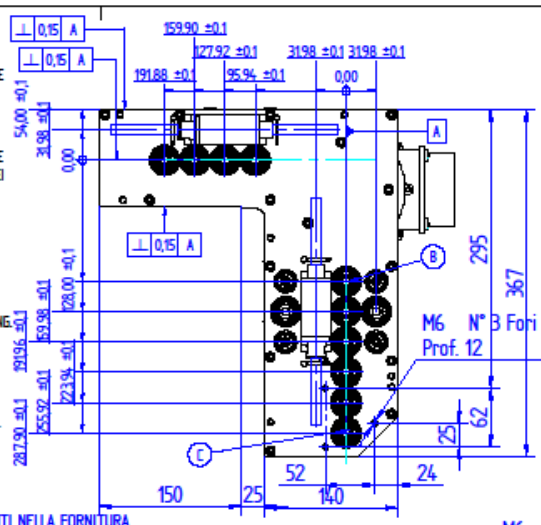 159.90 ±0.1
⊥ 0,15 A
127.92 ±0.1
31.98 ±0.1
31.98 ±0.1
⊥ 0,15 A
191.88 ±0.1
95.94 ±0.1
0,00
54,00 ±0,1
31.98 ±0.1
0,00
A
⊥ 0,15 A
B
128,00 ±0,1
159.98 ±0.1
191.96 ±0.1
223.94 ±0.1
255.92 ±0.1
287.90 ±0.1
295
367
M6 N° 3 Fori
Prof. 12
62
25
C
52
24
150
25
140
TI NELLA FORNITURA
M6